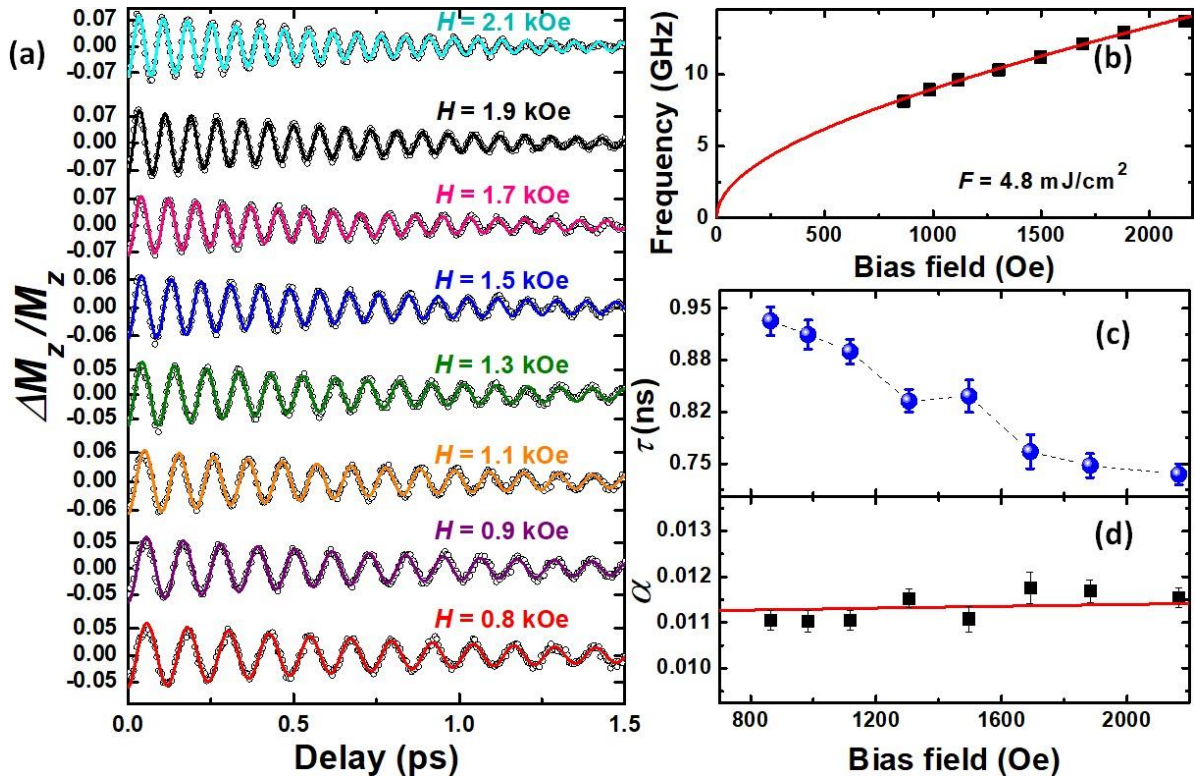 (a)
ΔM_z/M_z
0.07
0.00
-0.07
H = 2.1 kOe
0.07
0.00
-0.07
H = 1.9 kOe
0.07
0.00
-0.07
H = 1.7 kOe
0.06
0.00
-0.06
H = 1.5 kOe
0.05
0.00
-0.05
H = 1.3 kOe
0.06
0.00
-0.06
H = 1.1 kOe
0.05
0.00
-0.05
H = 0.9 kOe
0.05
0.00
-0.05
H = 0.8 kOe
0.0 0.5 1.0 1.5
Delay (ps)
(b)
Frequency (GHz)
10
5
0
F = 4.8 mJ/cm²
0 500 1000 1500 2000
Bias field (Oe)
(c)
τ (ns)
0.95
0.88
0.82
0.75
(d)
α
0.013
0.012
0.011
0.010
800 1200 1600 2000
Bias field (Oe)